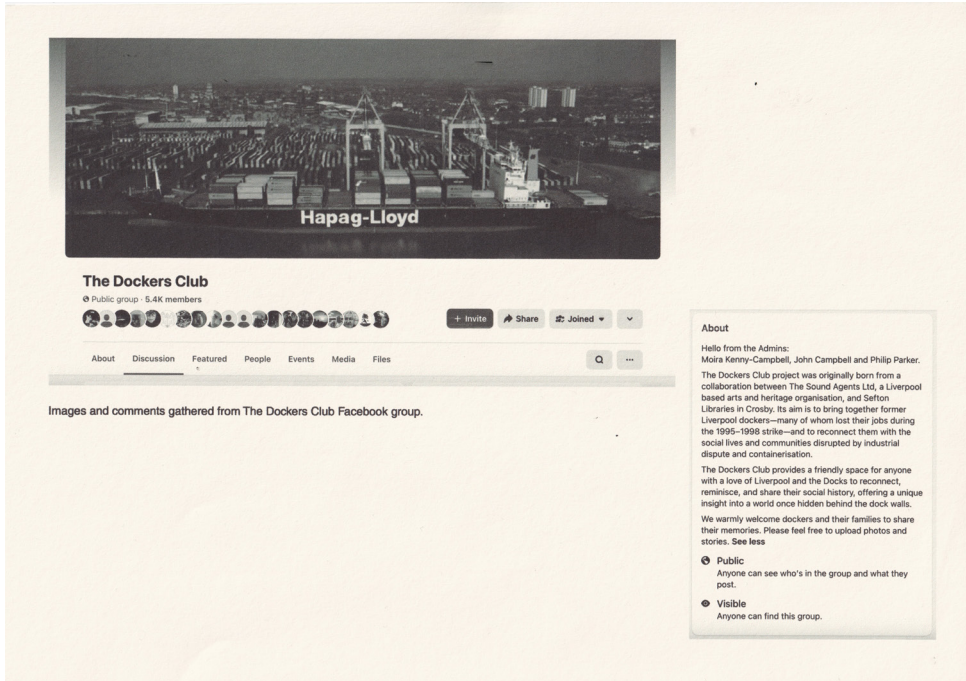 Hapag-Lloyd
The Dockers Club
Public group · 5.4K members
+ Invite
Share
Joined
About
Discussion
Featured
People
Events
Media
Files
Images and comments gathered from The Dockers Club Facebook group.
About
Hello from the Admins:
Moira Kenny-Campbell, John Campbell and Philip Parker.
The Dockers Club project was originally born from a
collaboration between The Sound Agents Ltd, a Liverpool
based arts and heritage organisation, and Sefton
Libraries in Crosby. Its aim is to bring together former
Liverpool dockers—many of whom lost their jobs during
the 1995–1998 strike—and to reconnect them with the
social lives and communities disrupted by industrial
dispute and containerisation.
The Dockers Club provides a friendly space for anyone
with a love of Liverpool and the Docks to reconnect,
reminisce, and share their social history, offering a unique
insight into a world once hidden behind the dock walls.
We warmly welcome dockers and their families to share
their memories. Please feel free to upload photos and
stories. See less
Public
Anyone can see who's in the group and what they
post.
Visible
Anyone can find this group.